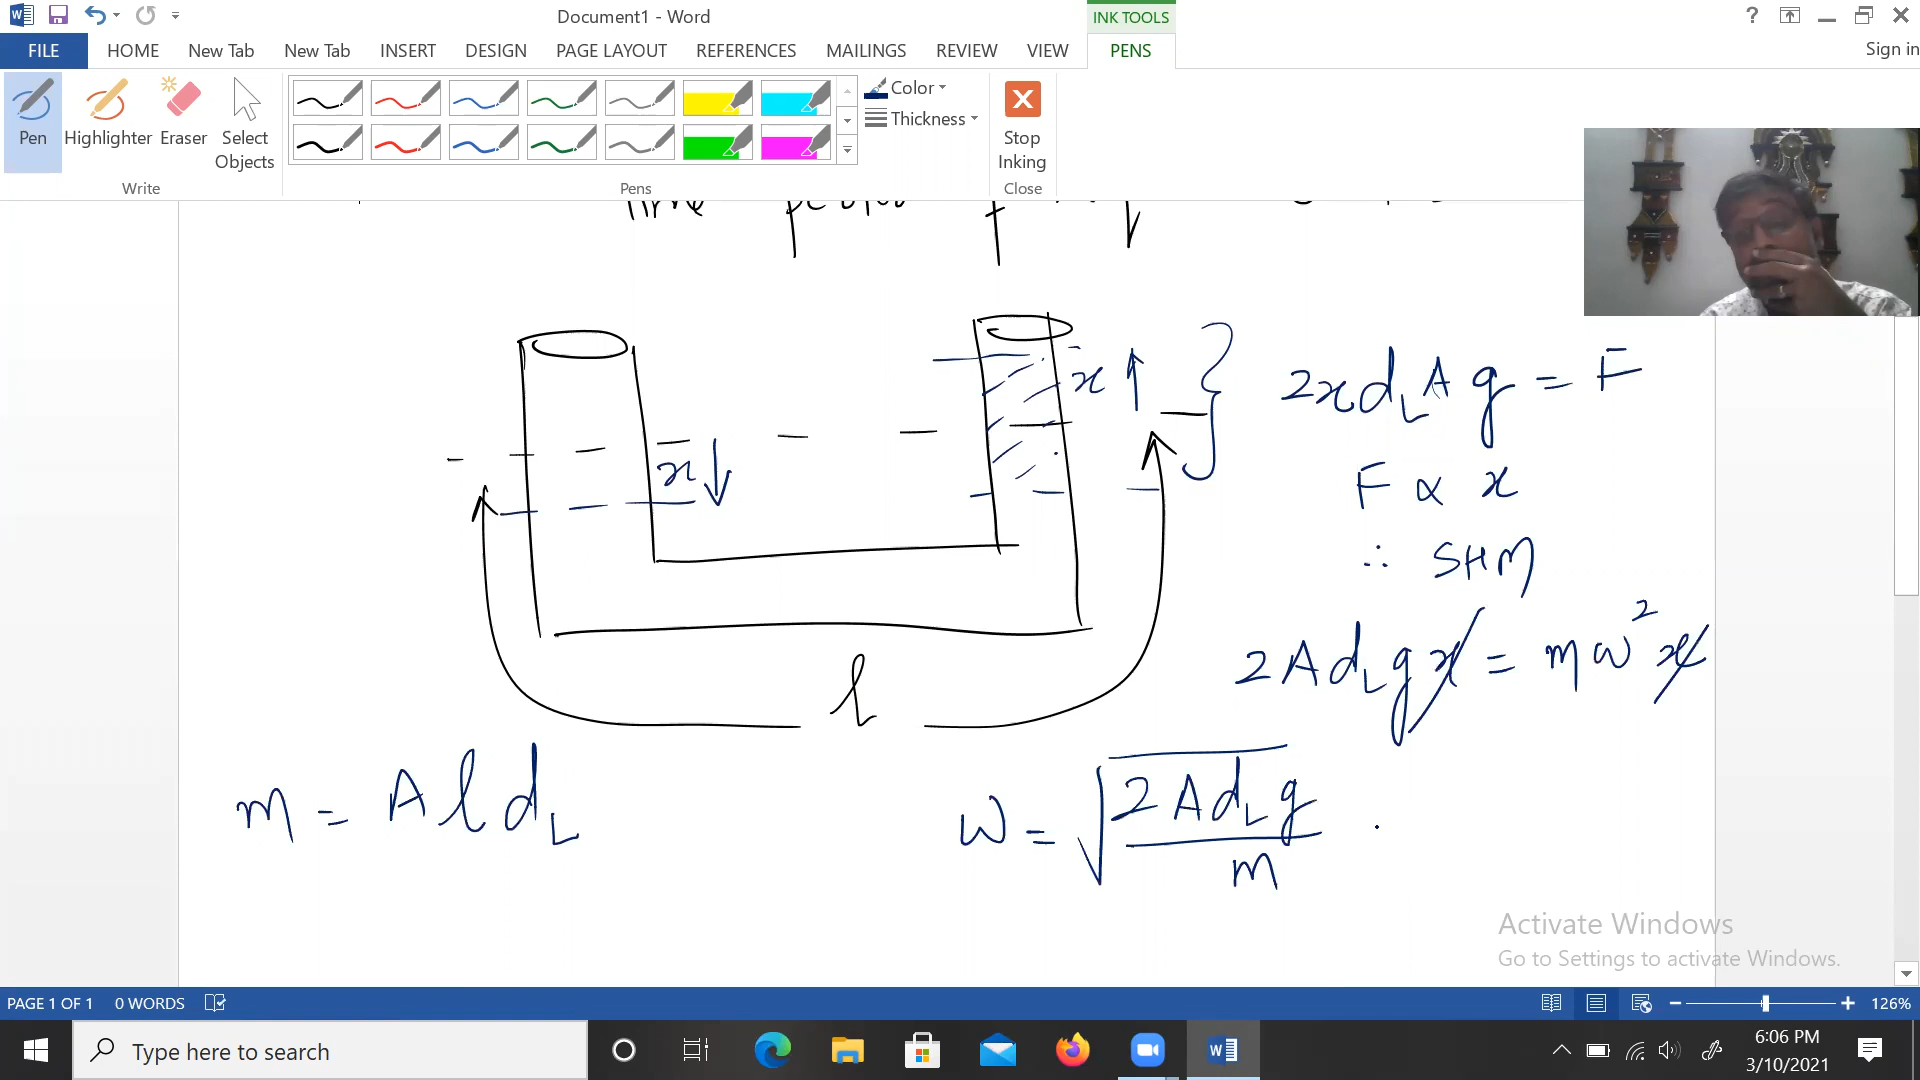 Document1 - Word
INK TOOLS
?
FILE HOME New Tab New Tab INSERT DESIGN PAGE LAYOUT REFERENCES MAILINGS REVIEW VIEW PENS
Sign in
Pen Highlighter Eraser Select Objects
Color
Thickness
Stop Inking
Write Pens Close
Time period
x↑
x↓
2xd_L A g = F
F ∝ x
∴ SHM
2Ad_L g x = mω² x
l
m = A l d_L
ω = √(2Ad_L g / m)
Activate Windows
Go to Settings to activate Windows.
PAGE 1 OF 1 0 WORDS 126%
Type here to search
6:06 PM
3/10/2021